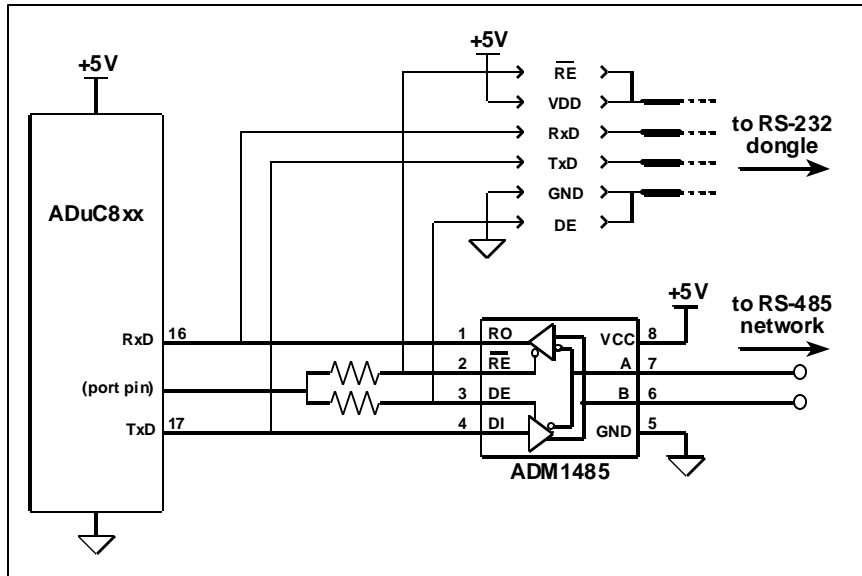 +5V
+5V
RE
VDD
RxD
TxD
GND
DE
to RS-232
dongle
ADuC8xx
+5V
to RS-485
network
RxD
16
1
RO
VCC
8
2
RE
A
7
(port pin)
3
DE
B
6
TxD
17
4
DI
GND
5
ADM1485